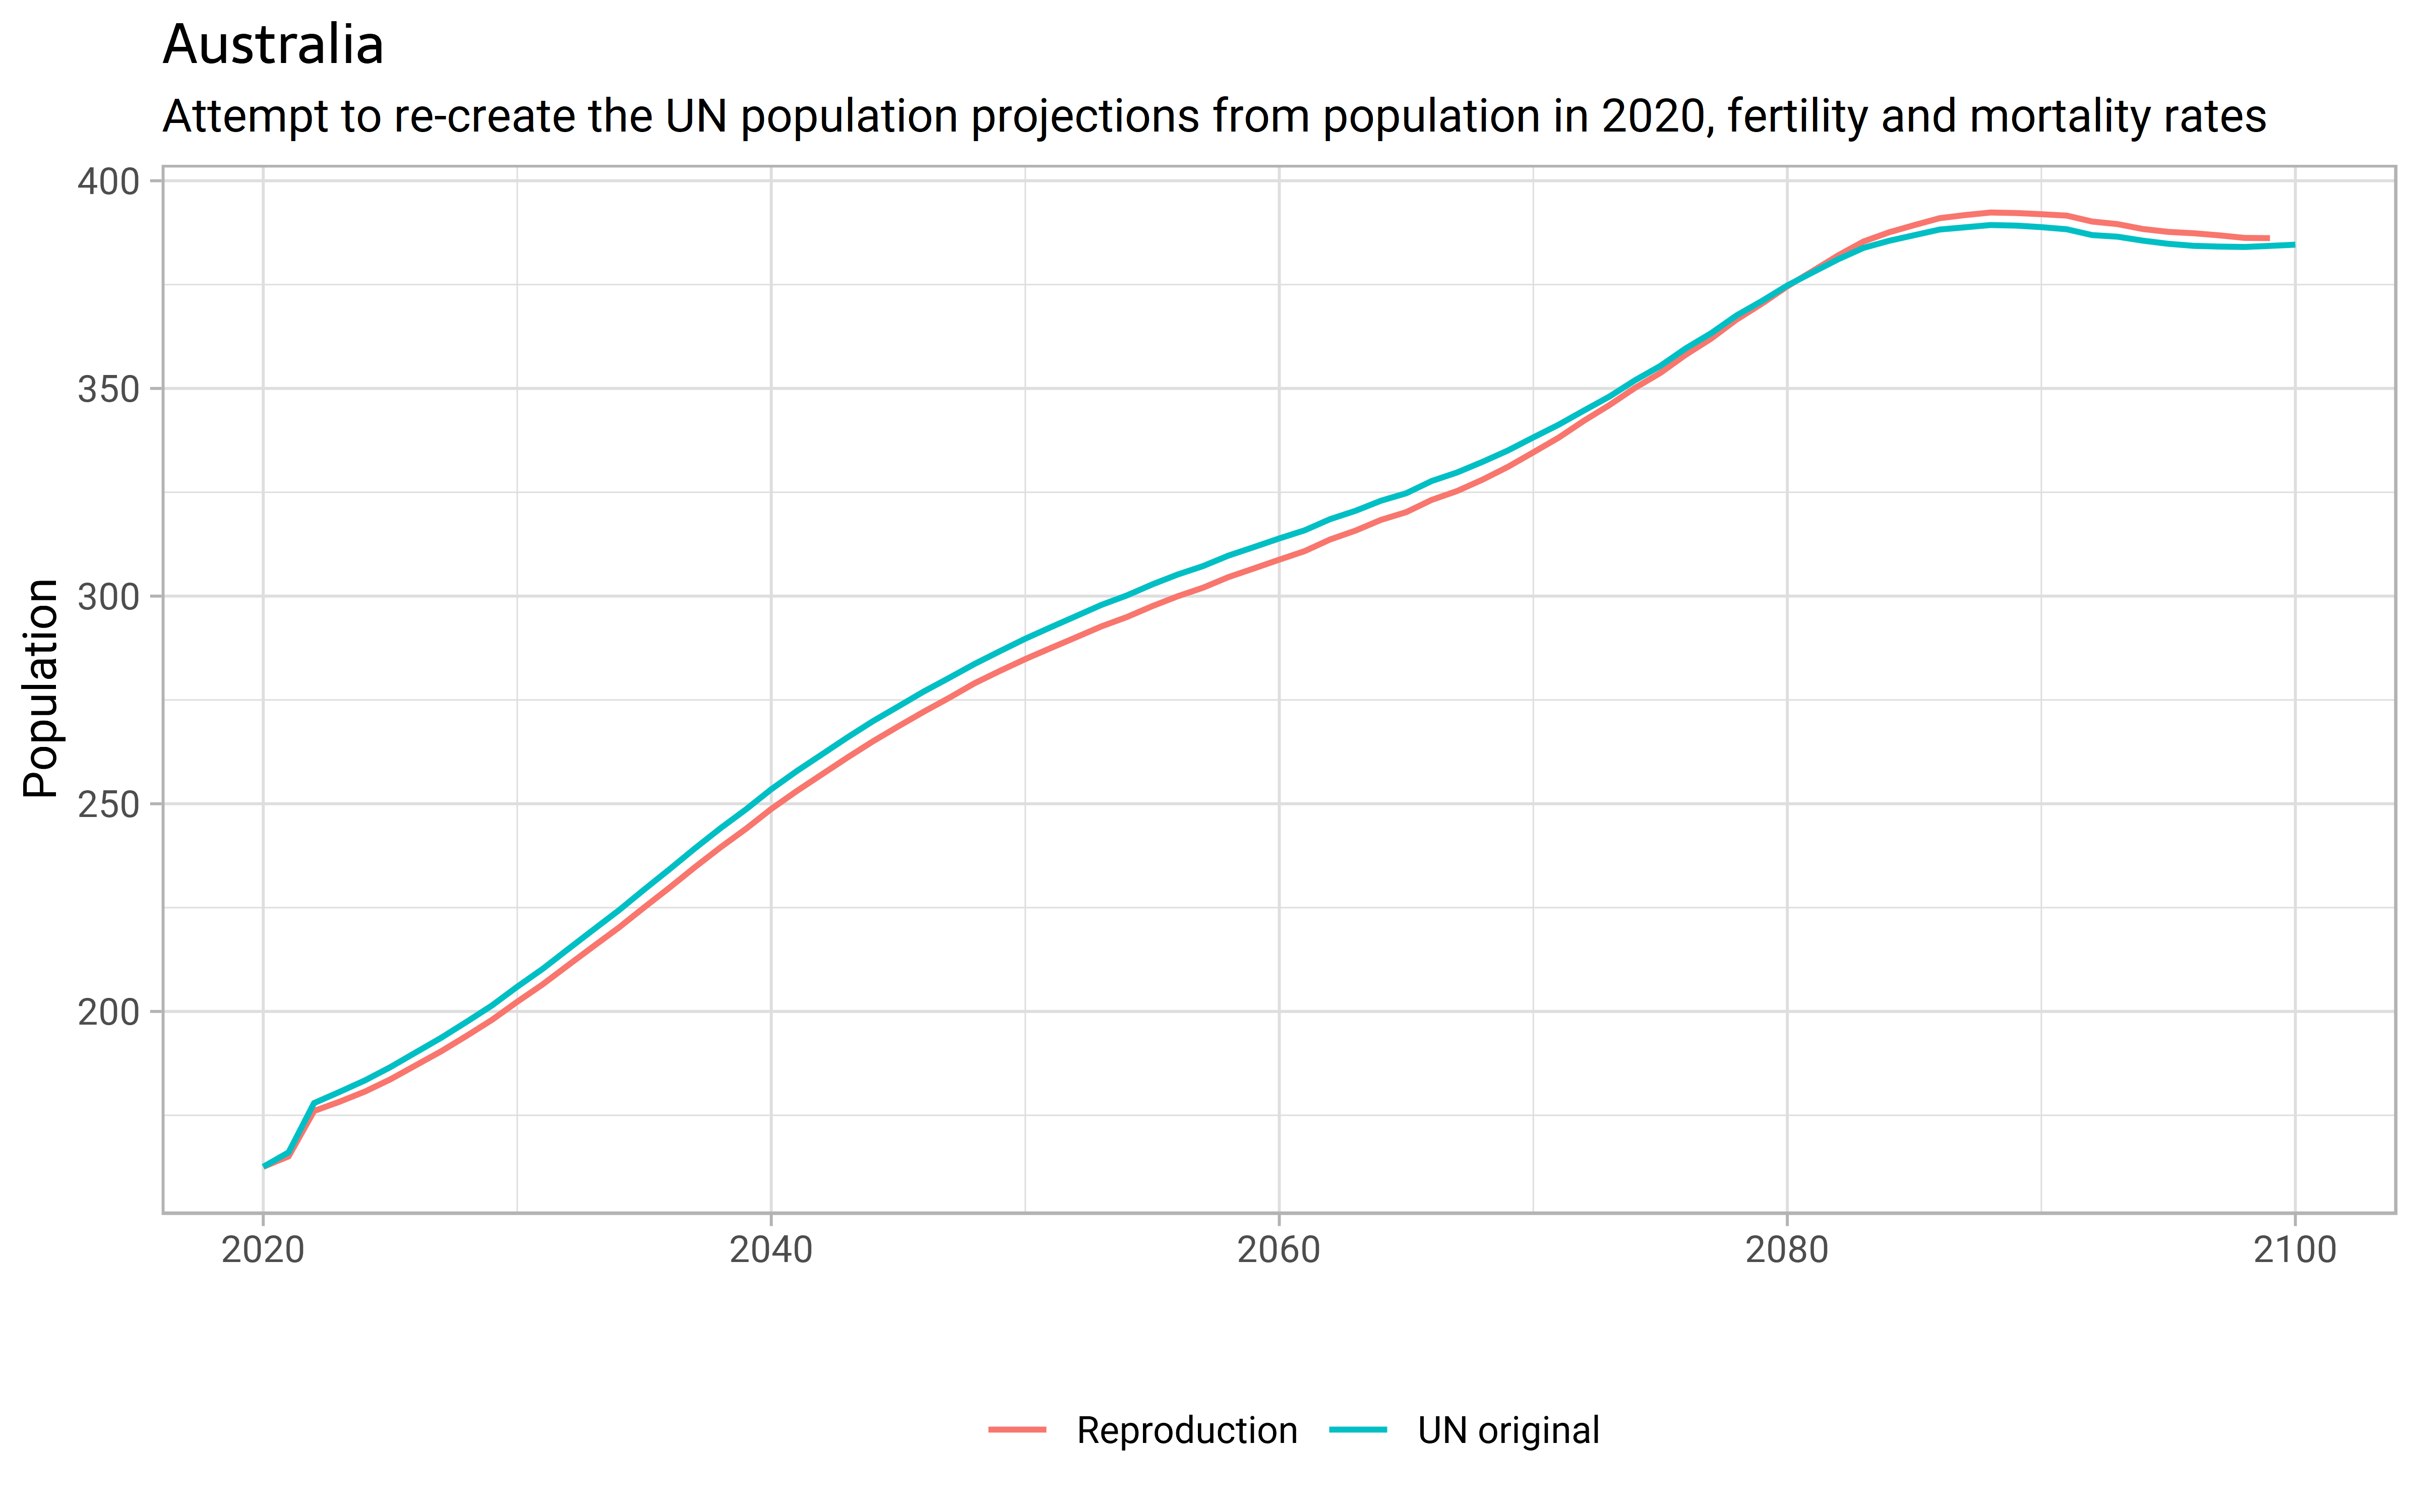 Australia
Attempt to re-create the UN population projections from population in 2020, fertility and mortality rates
Population
400
350
300
250
200
2020 2040 2060 2080 2100
Reproduction UN original